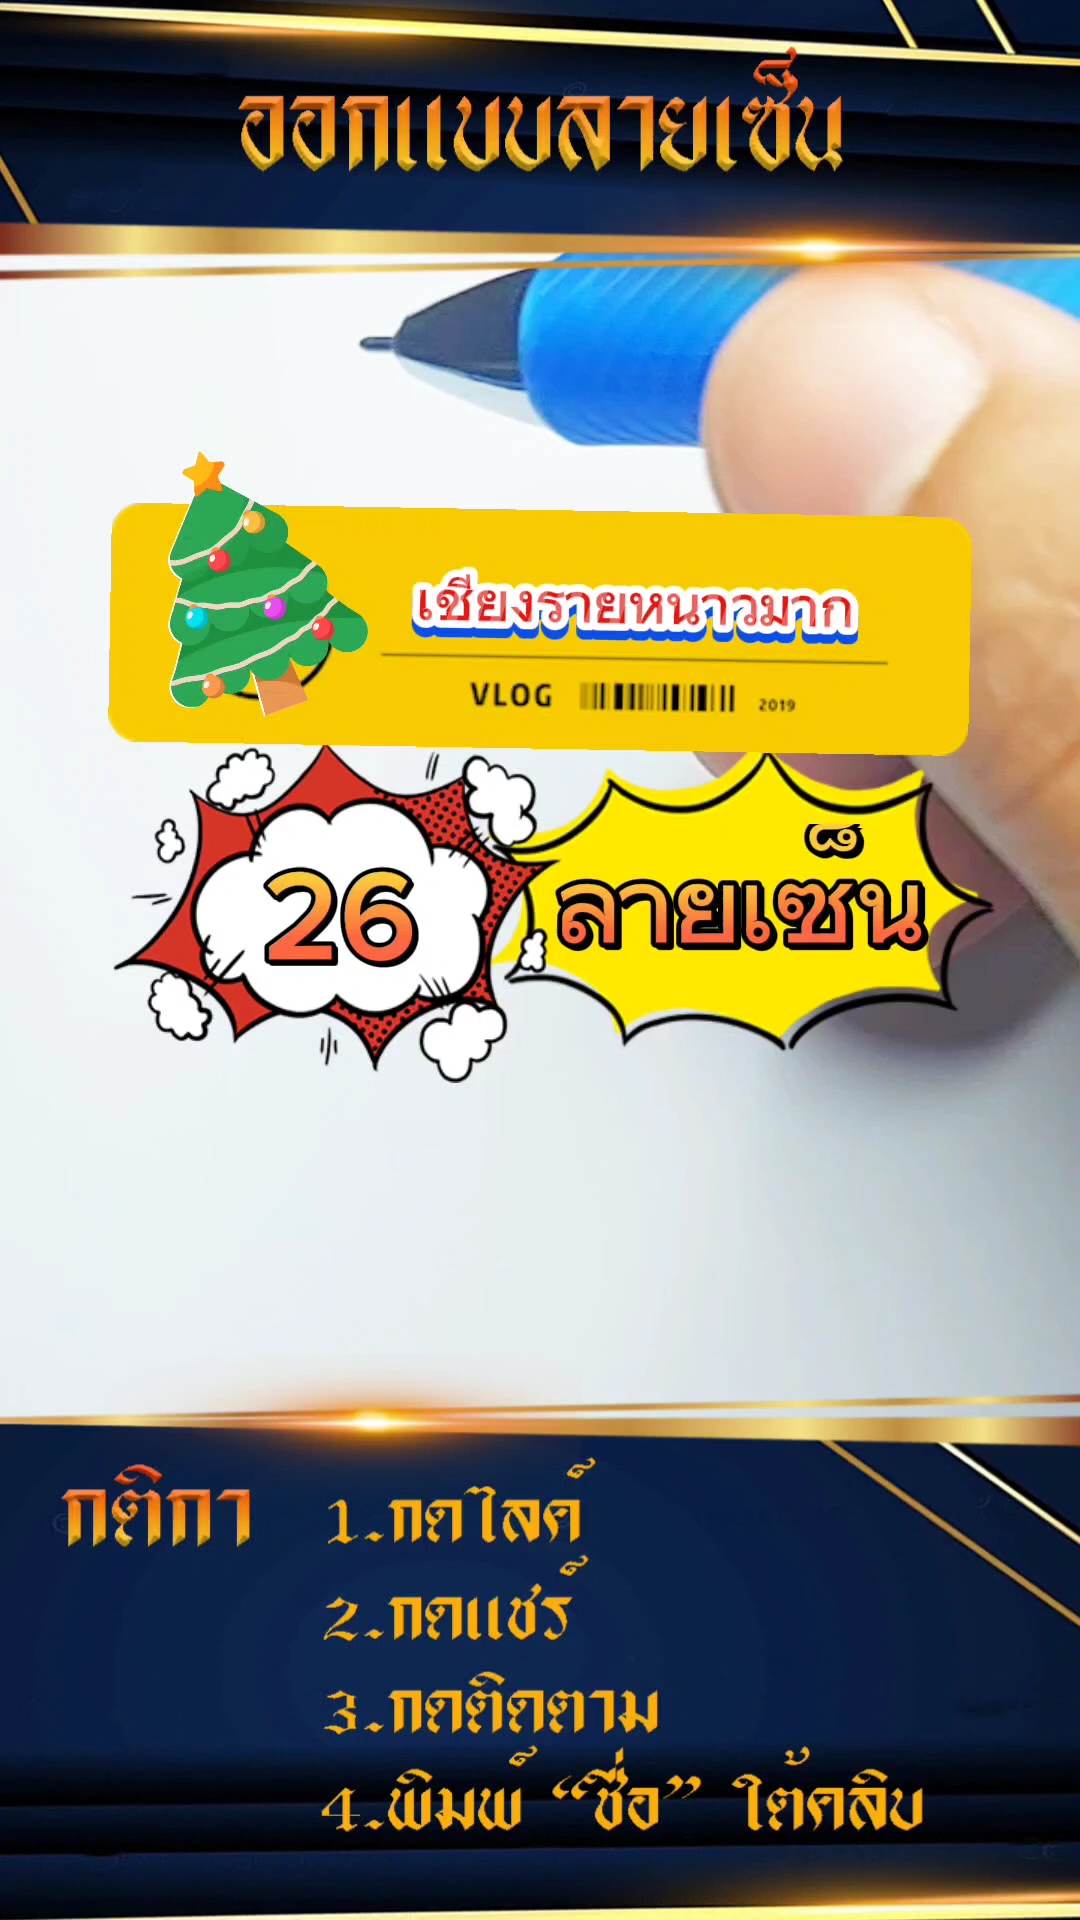 ออกแบบลายเซ็น
เชียงรายหนาวมาก
VLOG 2019
26 ลายเซ็น
กติกา
1.กดไลค์
2.กดแชร์
3.กดติดตาม
4.พิมพ์ “ชื่อ” ใต้คลิป